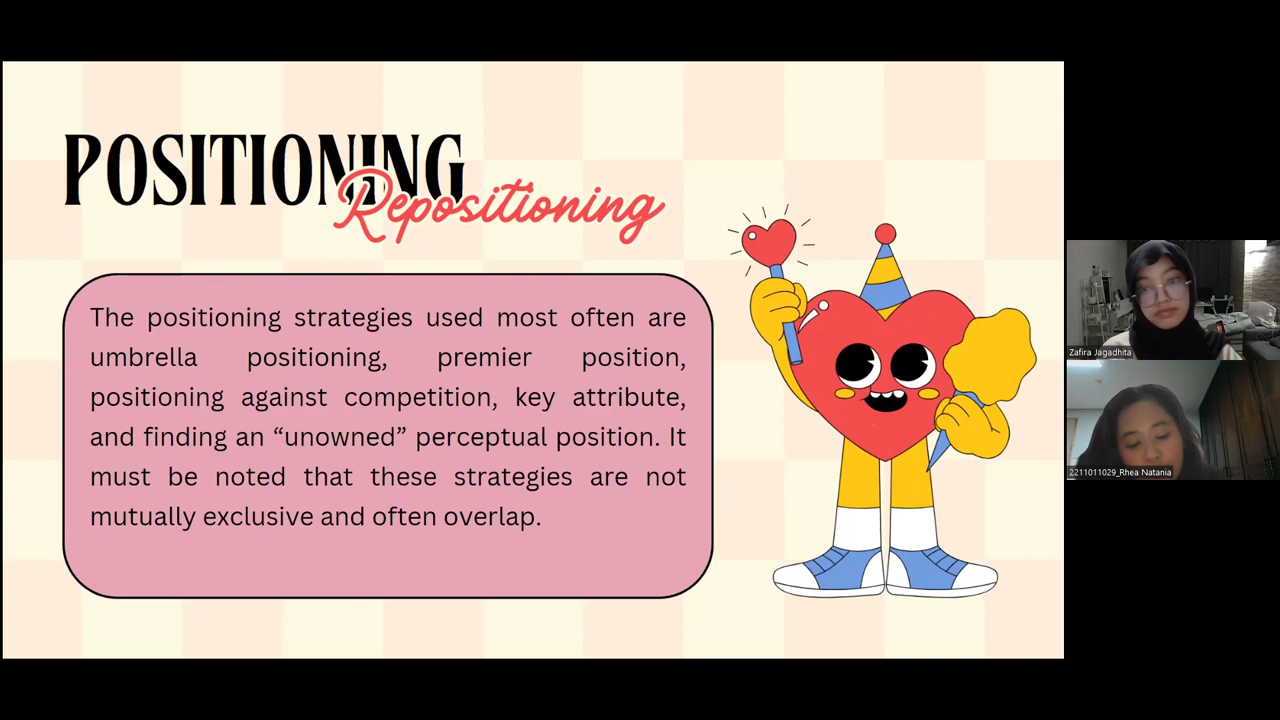 POSITIONING
Repositioning
The positioning strategies used most often are
umbrella positioning, premier position,
positioning against competition, key attribute,
and finding an “unowned” perceptual position. It
must be noted that these strategies are not
mutually exclusive and often overlap.
Zafira Jagadhita
2211011029_Rhea Natania